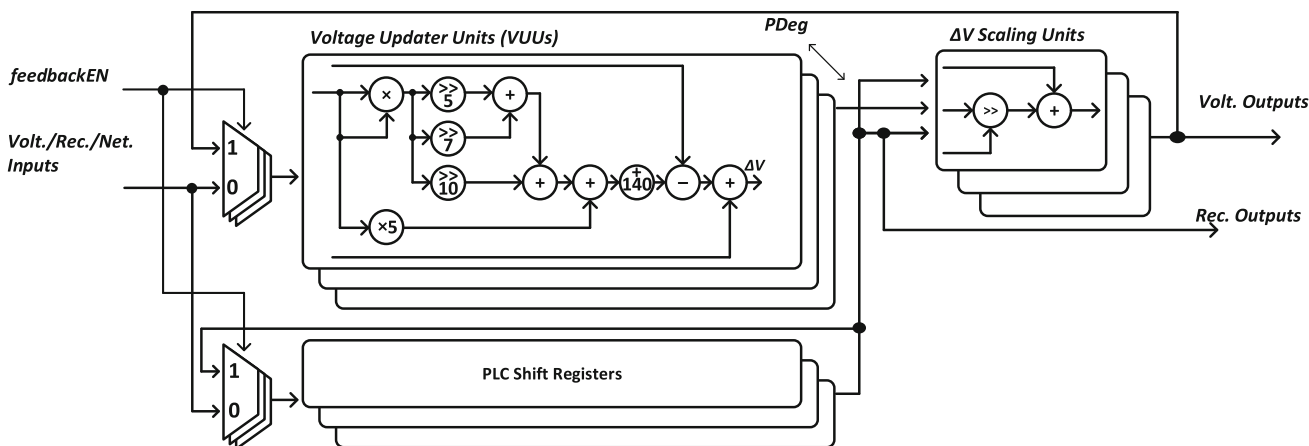 Voltage Updater Units (VUUs)
PDeg
ΔV Scaling Units
feedbackEN
Volt./Rec./Net.
Inputs
1
0
×
>>
5
+
>>
7
>>
10
+
+
+
140
−
+
ΔV
×5
>>
+
Volt. Outputs
Rec. Outputs
1
0
PLC Shift Registers